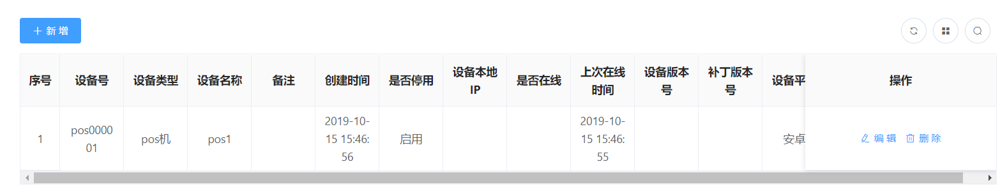 新 增
序号
设备号
设备类型
设备名称
备注
创建时间
是否停用
设备本地
IP
是否在线
上次在线
时间
设备版本
号
补丁版本
号
设备平
操作
1
pos0000
01
pos机
pos1
2019-10-
15 15:46:
56
启用
2019-10-
15 15:46:
55
安卓
编 辑
删 除